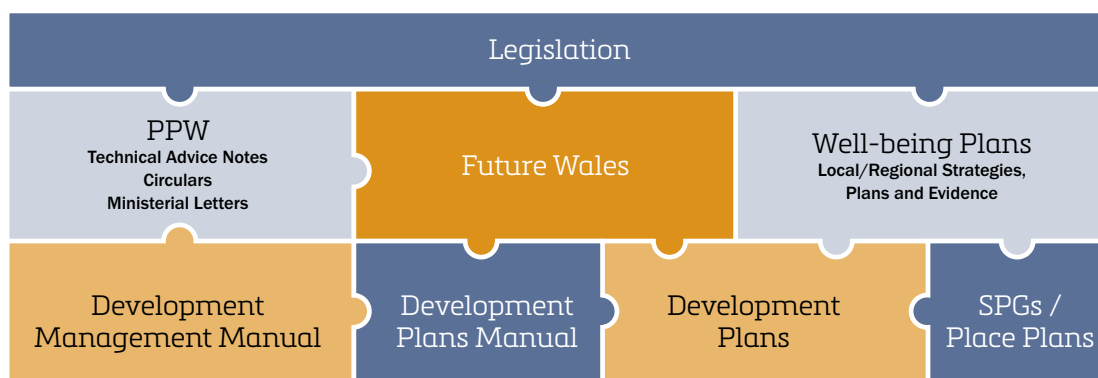 Legislation
PPW
Technical Advice Notes
Circulars
Ministerial Letters
Future Wales
Well-being Plans
Local/Regional Strategies,
Plans and Evidence
Development
Management Manual
Development
Plans Manual
Development
Plans
SPGs /
Place Plans